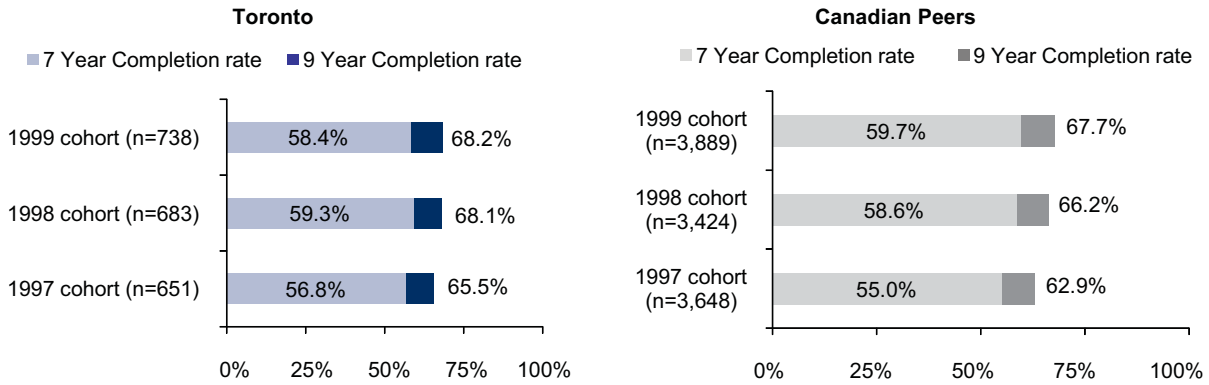 Toronto
7 Year Completion rate 9 Year Completion rate
1999 cohort (n=738) 58.4% 68.2%
1998 cohort (n=683) 59.3% 68.1%
1997 cohort (n=651) 56.8% 65.5%
0% 25% 50% 75% 100%
Canadian Peers
7 Year Completion rate 9 Year Completion rate
1999 cohort
(n=3,889) 59.7% 67.7%
1998 cohort
(n=3,424) 58.6% 66.2%
1997 cohort
(n=3,648) 55.0% 62.9%
0% 25% 50% 75% 100%